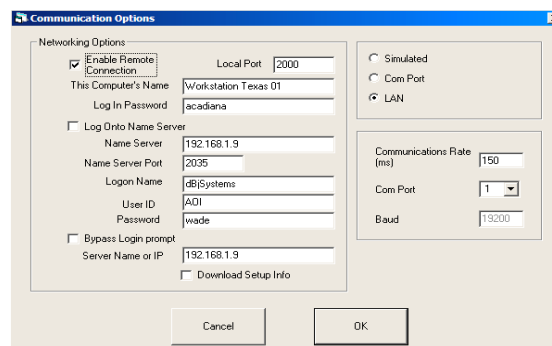 Communication Options
Networking Options
Enable Remote
Connection
Local Port 2000
This Computer's Name Workstation Texas 01
Log In Password acadiana
Log Onto Name Server
Name Server 192.168.1.9
Name Server Port 2035
Logon Name dBjSystems
User ID AOI
Password wade
Bypass Login prompt
Server Name or IP 192.168.1.9
Download Setup Info
Simulated
Com Port
LAN
Communications Rate
(ms) 150
Com Port 1
Baud 19200
Cancel OK